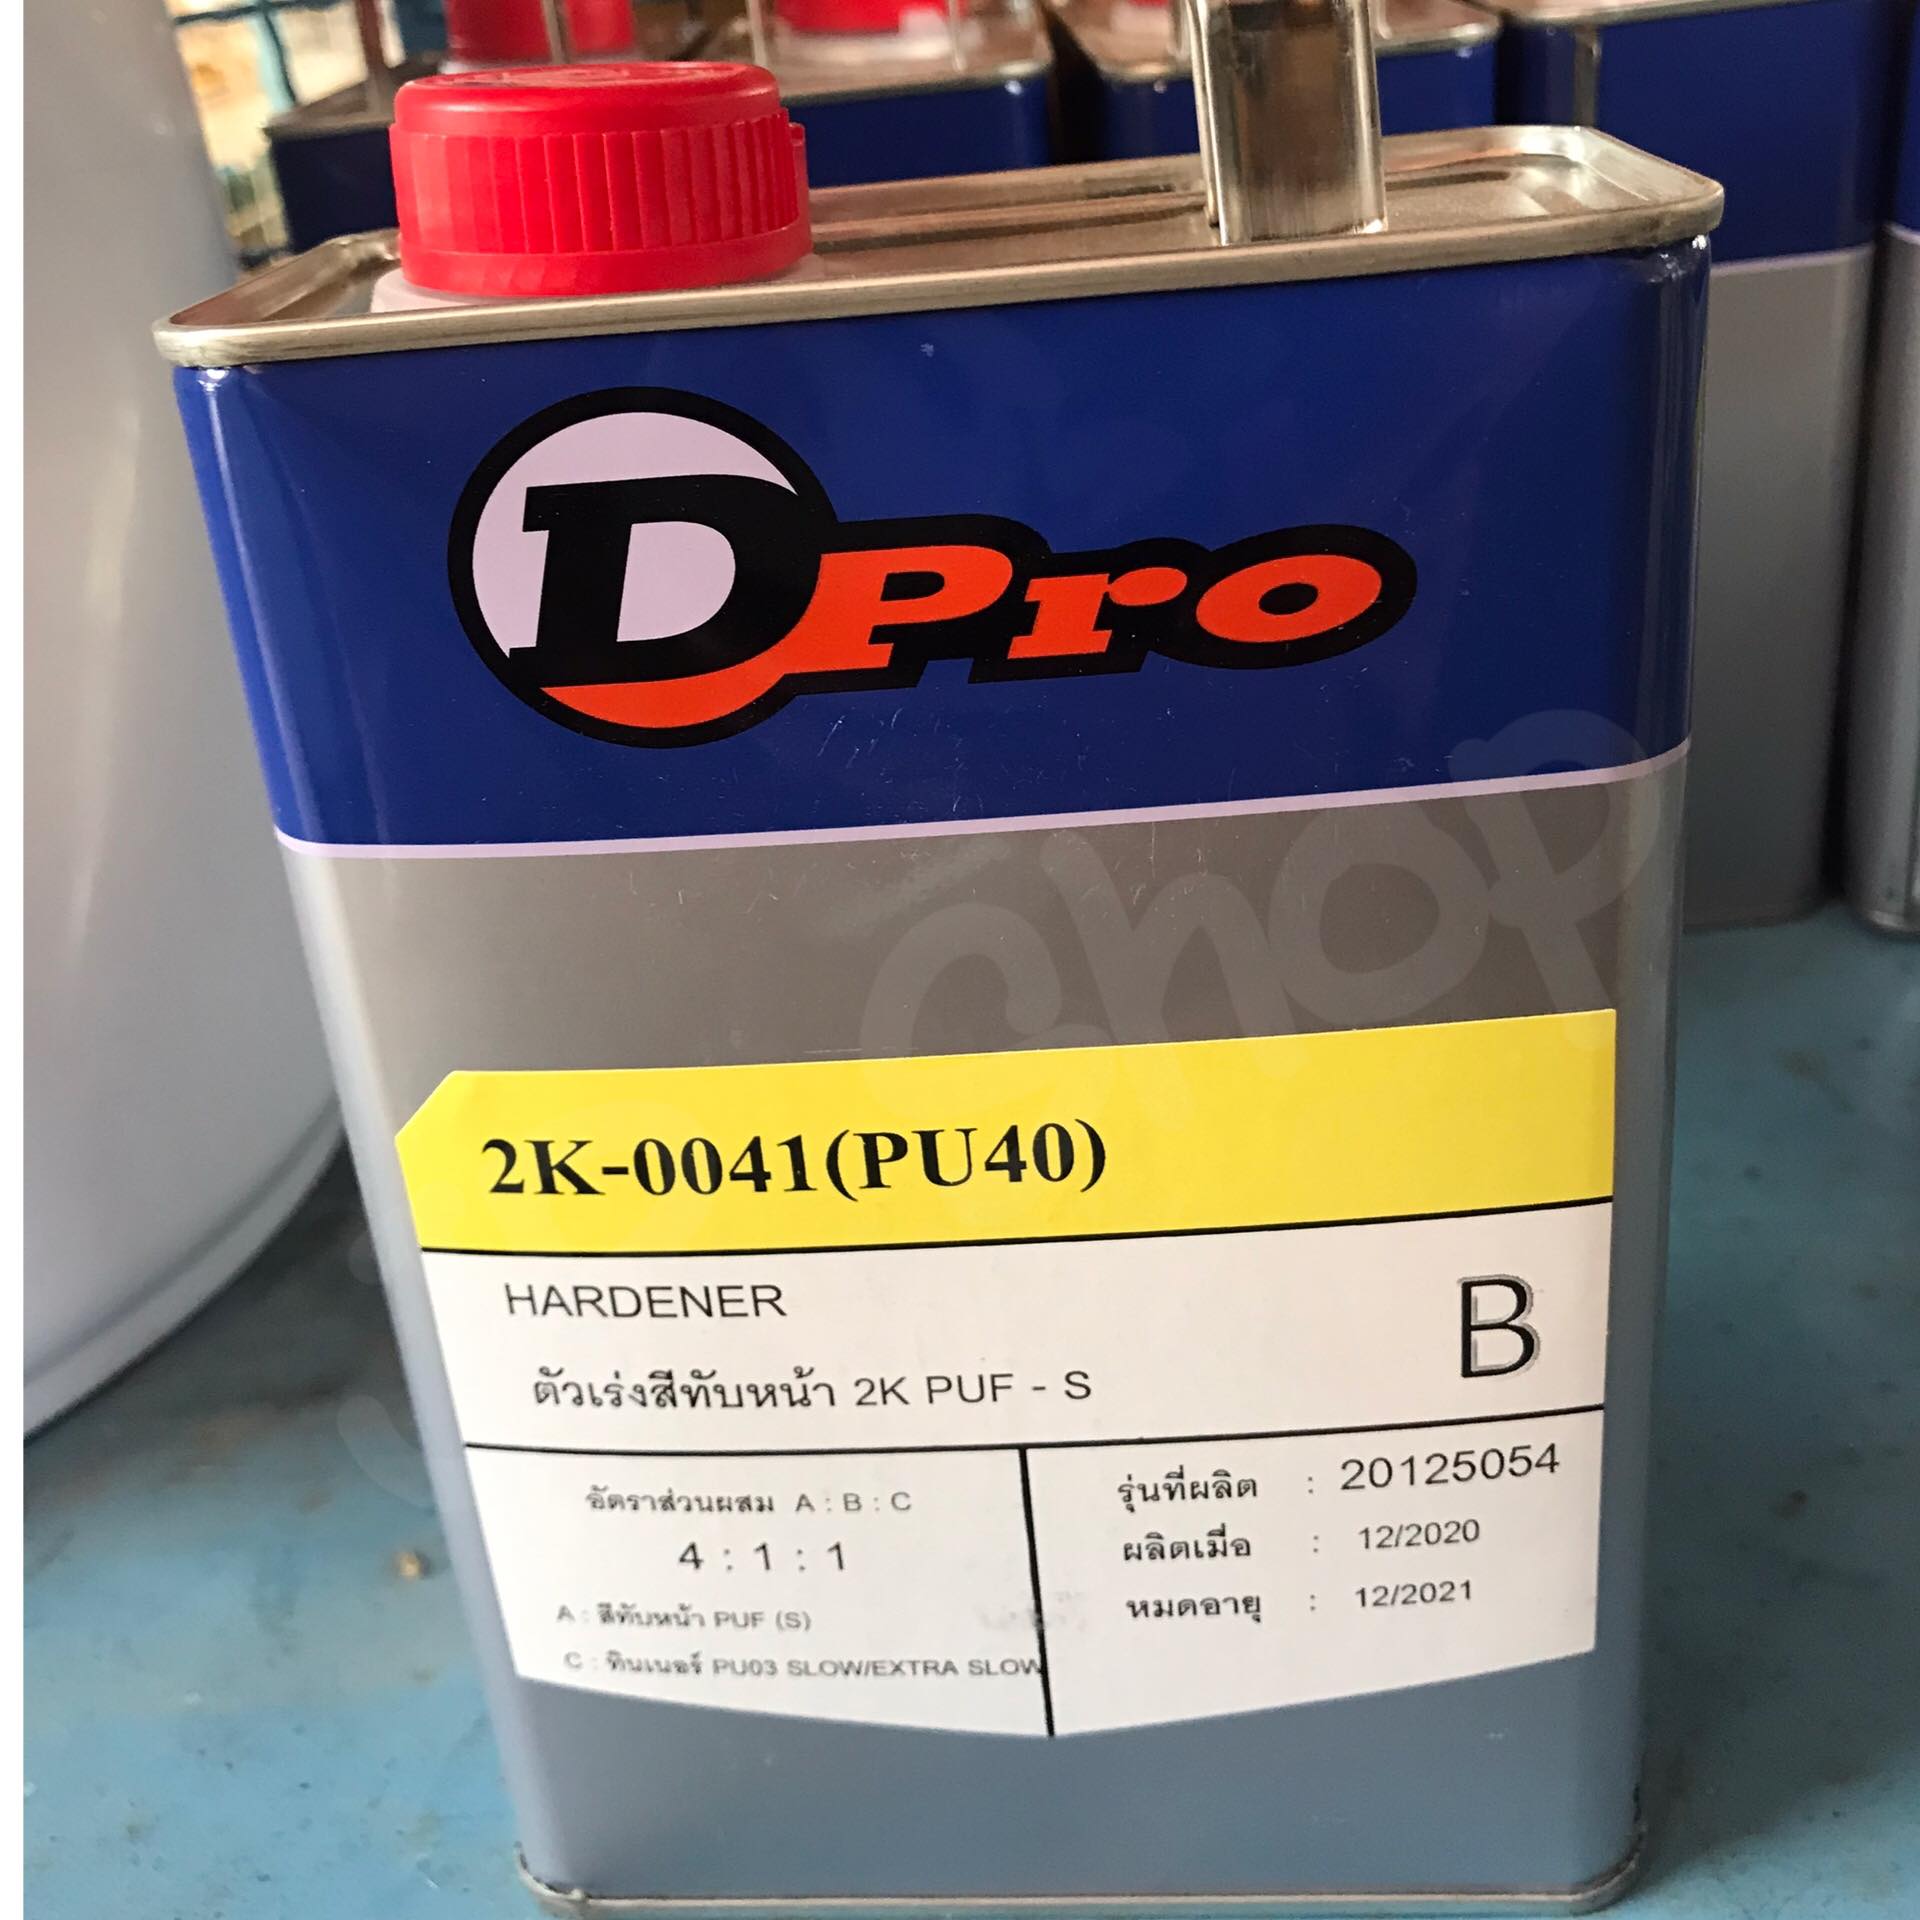 DPro
chop
2K-0041(PU40)
HARDENER
B
ตัวเร่งสีทับหน้า 2K PUF - S
อัตราส่วนผสม A : B : C
4 : 1 : 1
A : สีทับหน้า PUF (S)
C : ทินเนอร์ PU03 SLOW/EXTRA SLOW
รุ่นที่ผลิต : 20125054
ผลิตเมื่อ : 12/2020
หมดอายุ : 12/2021